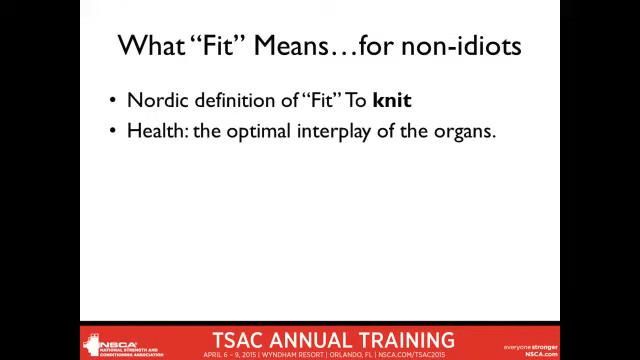 What “Fit” Means…for non-idiots
• Nordic definition of “Fit” To knit
• Health: the optimal interplay of the organs.
NSCA
NATIONAL STRENGTH AND
CONDITIONING ASSOCIATION
TSAC ANNUAL TRAINING
APRIL 6 – 9, 2015 | WYNDHAM RESORT | ORLANDO, FL | NSCA.COM/TSAC2015
everyone stronger
NSCA.com